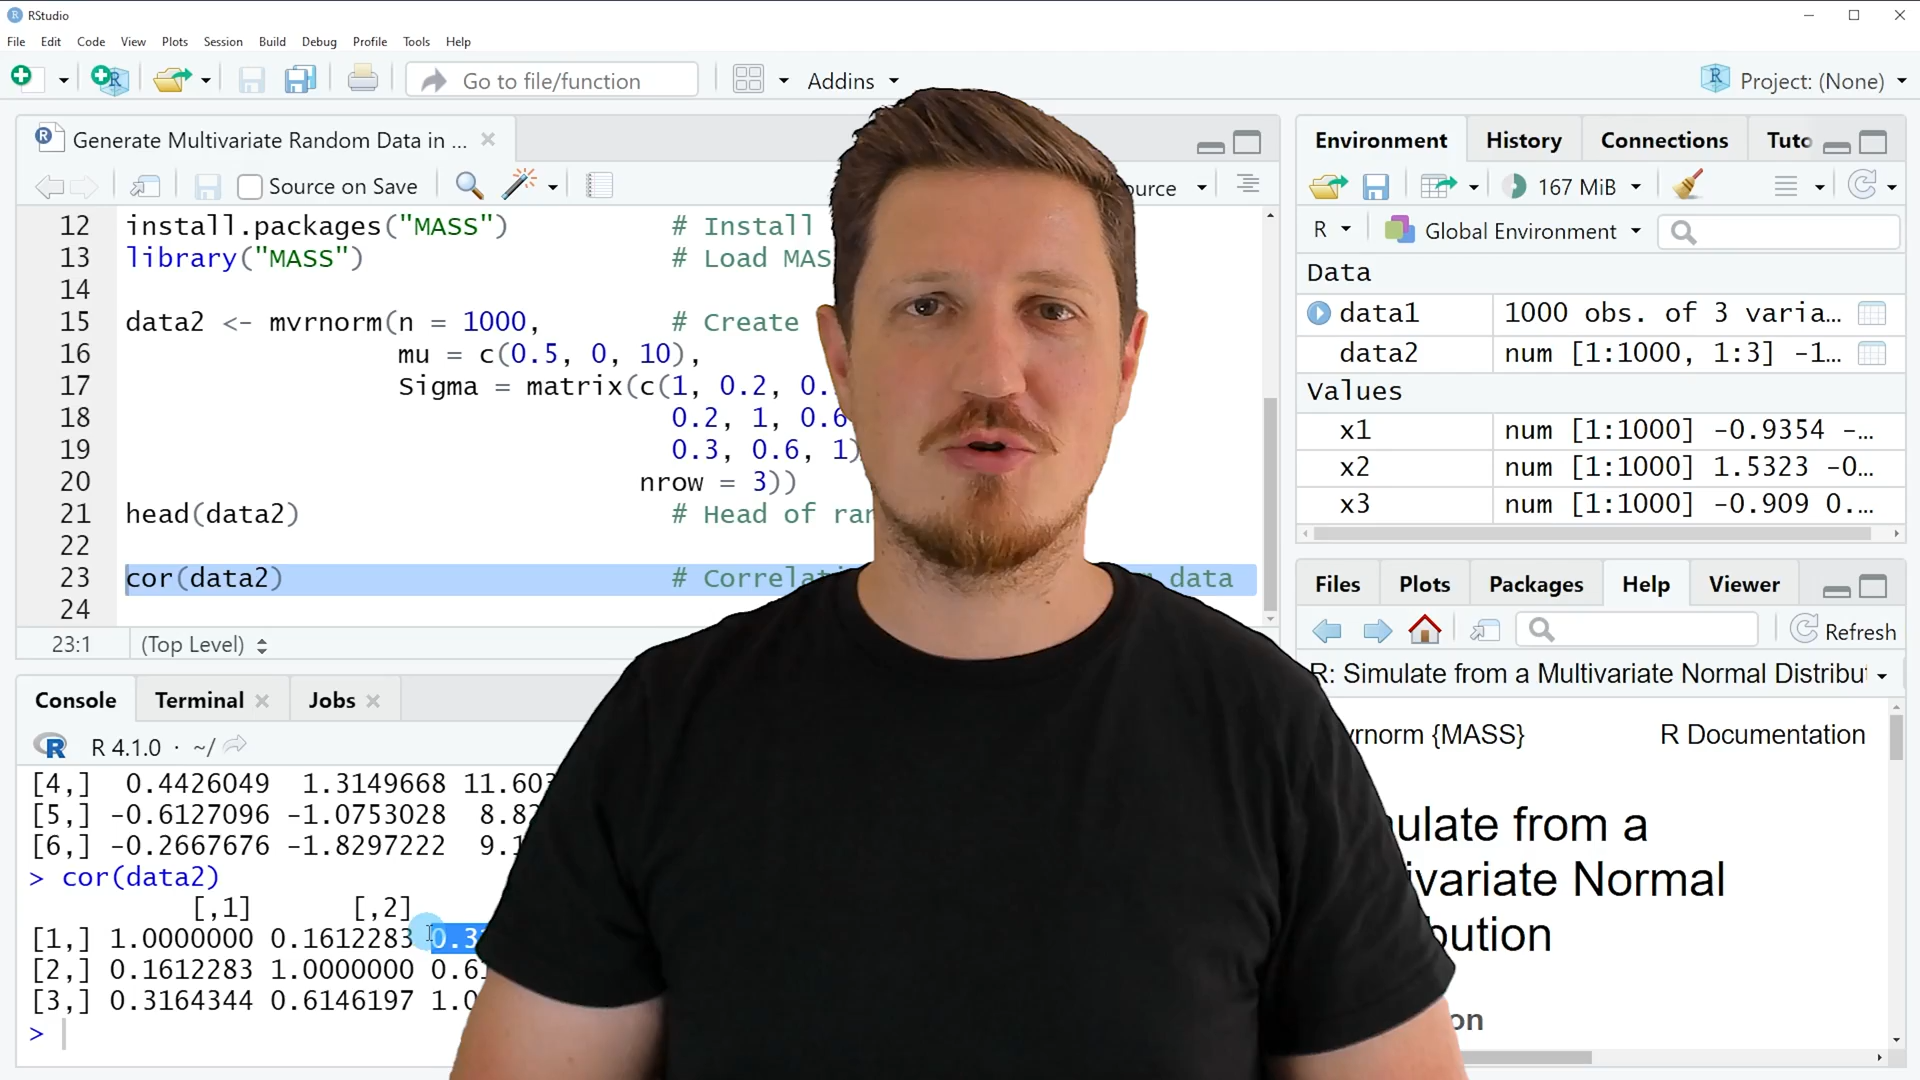 RStudio
File Edit Code View Plots Session Build Debug Profile Tools Help
Go to file/function
Addins
Project: (None)
Generate Multivariate Random Data in ...
Source on Save
12 install.packages("MASS") # Install
13 library("MASS") # Load MAS
14
15 data2 <- mvrnorm(n = 1000, # Create
16 mu = c(0.5, 0, 10),
17 Sigma = matrix(c(1, 0.2, 0.
18 0.2, 1, 0.6
19 0.3, 0.6, 1)
20 nrow = 3))
21 head(data2) # Head of ran
22
23 cor(data2) # Correlati data
24
23:1 (Top Level)
Console Terminal Jobs
R 4.1.0 · ~/
[4,] 0.4426049 1.3149668 11.603
[5,] -0.6127096 -1.0753028 8.82
[6,] -0.2667676 -1.8297222 9.1
> cor(data2)
[,1] [,2]
[1,] 1.0000000 0.1612283 0.3
[2,] 0.1612283 1.0000000 0.6
[3,] 0.3164344 0.6146197 1.0
>
Environment History Connections Tuto
167 MiB
R Global Environment
Data
data1 1000 obs. of 3 varia...
data2 num [1:1000, 1:3] -1...
Values
x1 num [1:1000] -0.9354 -...
x2 num [1:1000] 1.5323 -0...
x3 num [1:1000] -0.909 0....
Files Plots Packages Help Viewer
Refresh
R: Simulate from a Multivariate Normal Distribut
vrnorm {MASS} R Documentation
ulate from a
ivariate Normal
bution
on